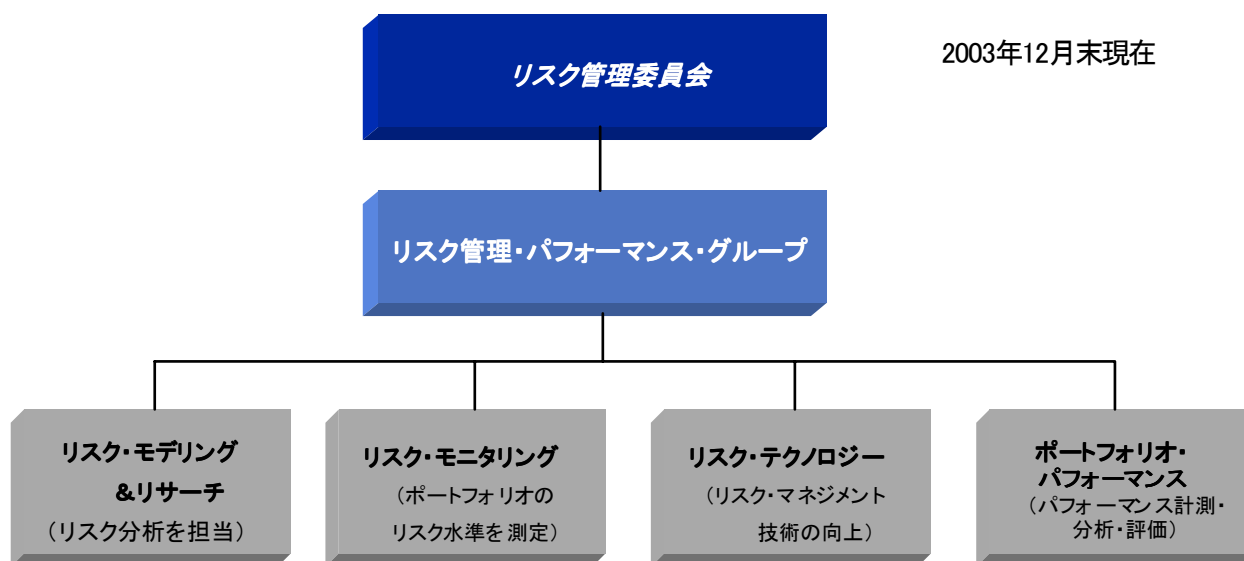 リスク管理委員会
2003年12月末現在
リスク管理・パフォーマンス・グループ
リスク・モデリング
&リサーチ
(リスク分析を担当)
リスク・モニタリング
(ポートフォリオの
リスク水準を測定)
リスク・テクノロジー
(リスク・マネジメント
技術の向上)
ポートフォリオ・
パフォーマンス
(パフォーマンス計測・
分析・評価)